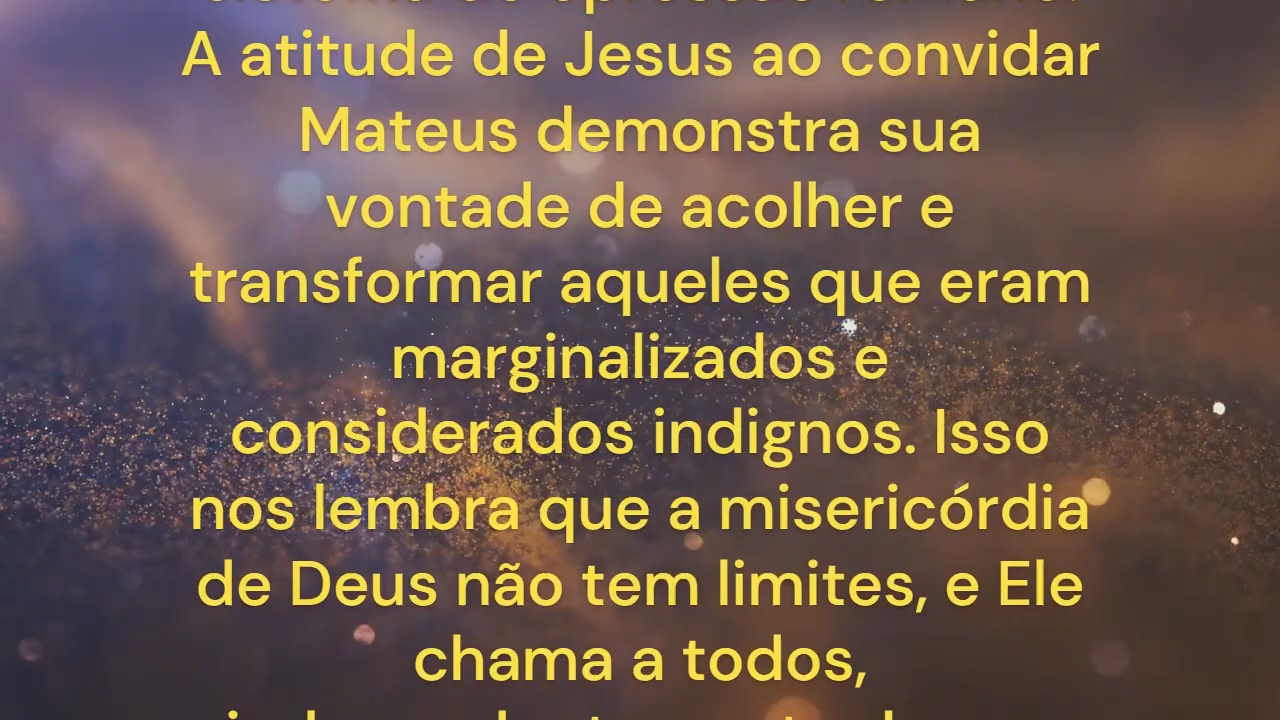 A atitude de Jesus ao convidar
Mateus demonstra sua
vontade de acolher e
transformar aqueles que eram
marginalizados e
considerados indignos. Isso
nos lembra que a misericórdia
de Deus não tem limites, e Ele
chama a todos,